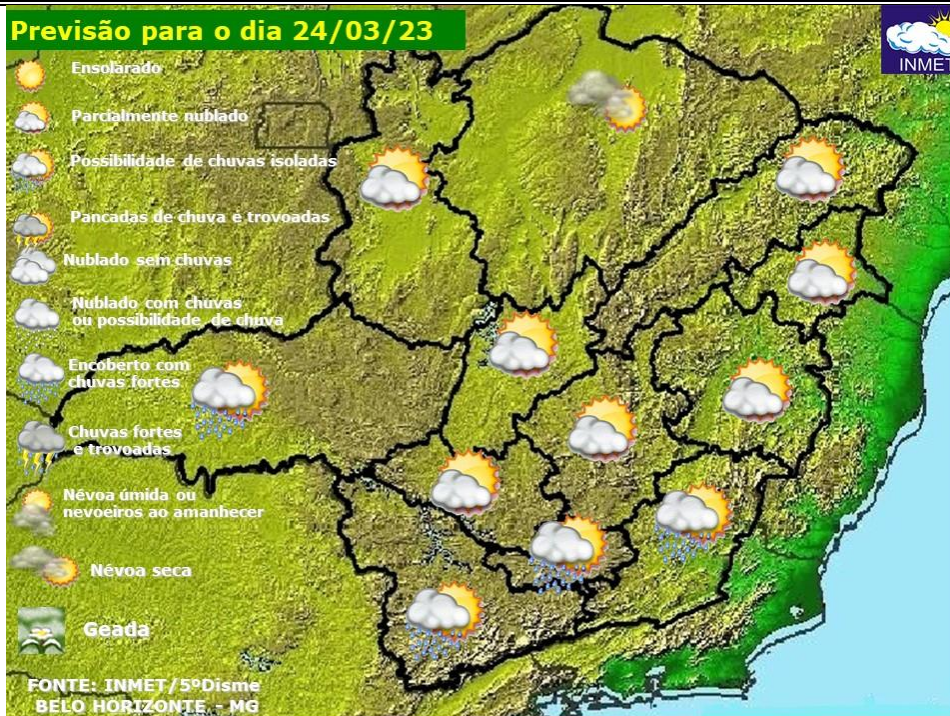 Previsão para o dia 24/03/23
INMET
Ensolarado
Parcialmente nublado
Possibilidade de chuvas isoladas
Pancadas de chuva e trovoadas
Nublado sem chuvas
Nublado com chuvas
ou possibilidade de chuva
Encoberto com
chuvas fortes
Chuvas fortes
e trovoadas
Névoa úmida ou
nevoeiros ao amanhecer
Névoa seca
Geada
FONTE: INMET/5ºDisme
BELO HORIZONTE - MG